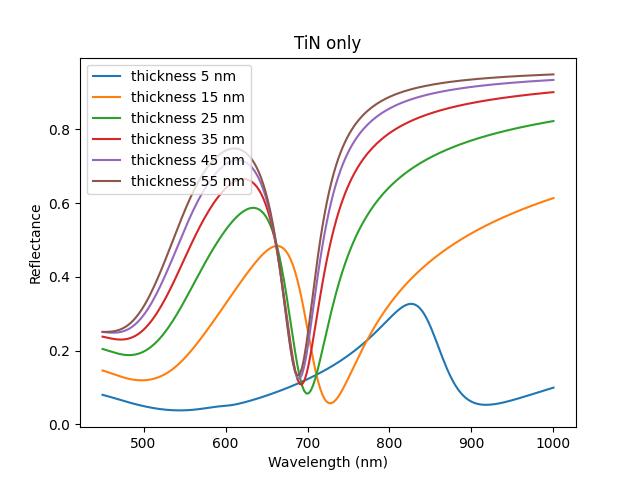 TiN only
thickness 5 nm
thickness 15 nm
thickness 25 nm
thickness 35 nm
thickness 45 nm
thickness 55 nm
0.8
0.6
0.4
0.2
0.0
Reflectance
500 600 700 800 900 1000
Wavelength (nm)